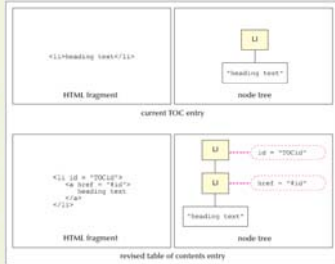 <li>heading text</li>
LI
"heading text"
HTML fragment
node tree
current TOC entry
<li id = "TOCid">
<a href = "#id">
heading text
</a>
</li>
LI
id = "TOCid"
LI
href = "#id"
"heading text"
HTML fragment
node tree
revised table of contents entry